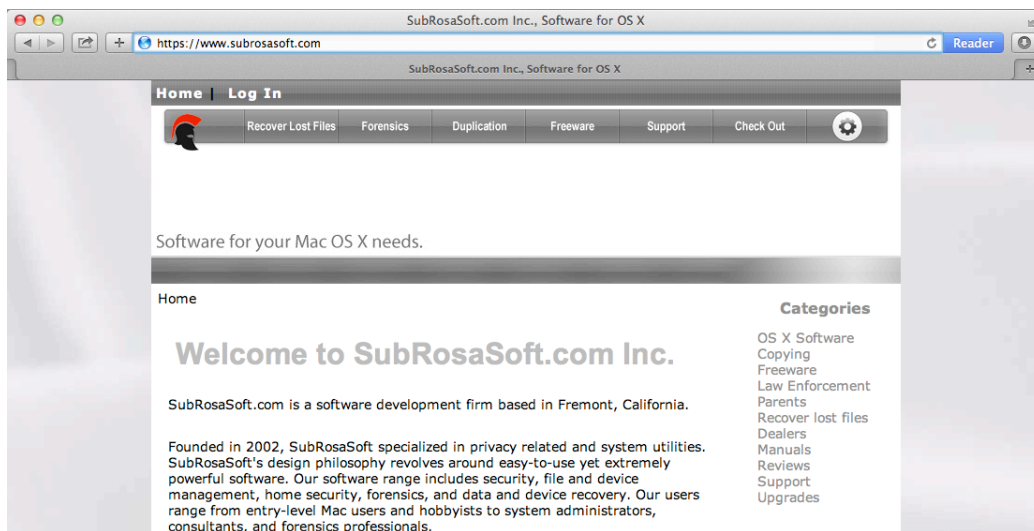 SubRosaSoft.com Inc., Software for OS X
https://www.subrosasoft.com
Reader
SubRosaSoft.com Inc., Software for OS X
Home | Log In
Recover Lost Files Forensics Duplication Freeware Support Check Out
Software for your Mac OS X needs.
Home
Welcome to SubRosaSoft.com Inc.
SubRosaSoft.com is a software development firm based in Fremont, California.
Founded in 2002, SubRosaSoft specialized in privacy related and system utilities.
SubRosaSoft's design philosophy revolves around easy-to-use yet extremely
powerful software. Our software range includes security, file and device
management, home security, forensics, and data and device recovery. Our users
range from entry-level Mac users and hobbyists to system administrators,
consultants, and forensics professionals.
Categories
OS X Software
Copying
Freeware
Law Enforcement
Parents
Recover lost files
Dealers
Manuals
Reviews
Support
Upgrades